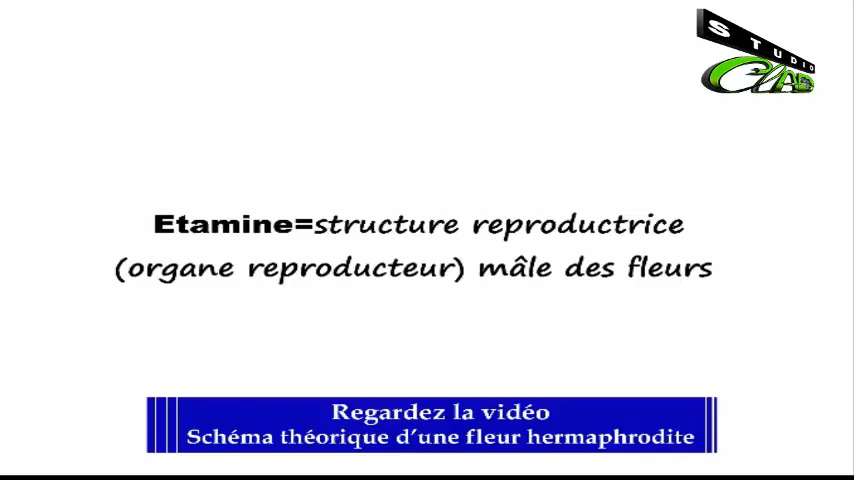 STUDIO
Etamine=structure reproductrice
(organe reproducteur) mâle des fleurs
Regardez la vidéo
Schéma théorique d'une fleur hermaphrodite